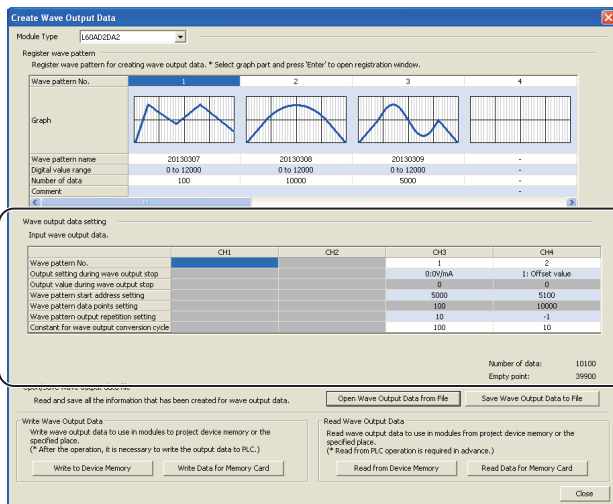 Create Wave Output Data
Module Type L60AD2DA2
Register wave pattern
Register wave pattern for creating wave output data. * Select graph part and press 'Enter' to open registration window.
Wave pattern No. 1 2 3 4
Graph
Wave pattern name 20130307 20130308 20130309 -
Digital value range 0 to 12000 0 to 12000 0 to 12000 -
Number of data 100 10000 5000 -
Comment -
Wave output data setting
Input wave output data.
CH1 CH2 CH3 CH4
Wave pattern No. 1 2
Output setting during wave output stop 0:0V/mA 1: Offset value
Output value during wave output stop 0 0
Wave pattern start address setting 5000 5100
Wave pattern data points setting 100 10000
Wave pattern output repetition setting 10 -1
Constant for wave output conversion cycle 100 10
Number of data: 10100
Empty point: 39900
Open/Save wave output data file
Read and save all the information that has been created for wave output data. Open Wave Output Data from File Save Wave Output Data to File
Write Wave Output Data
Write wave output data to use in modules to project device memory or the
specified place.
(* After the operation, it is necessary to write the output data to PLC.)
Write to Device Memory Write Data for Memory Card
Read Wave Output Data
Read wave output data to use in modules from project device memory or the
specified place.
(* Read from PLC operation is required in advance.)
Read from Device Memory Read Data for Memory Card
Close